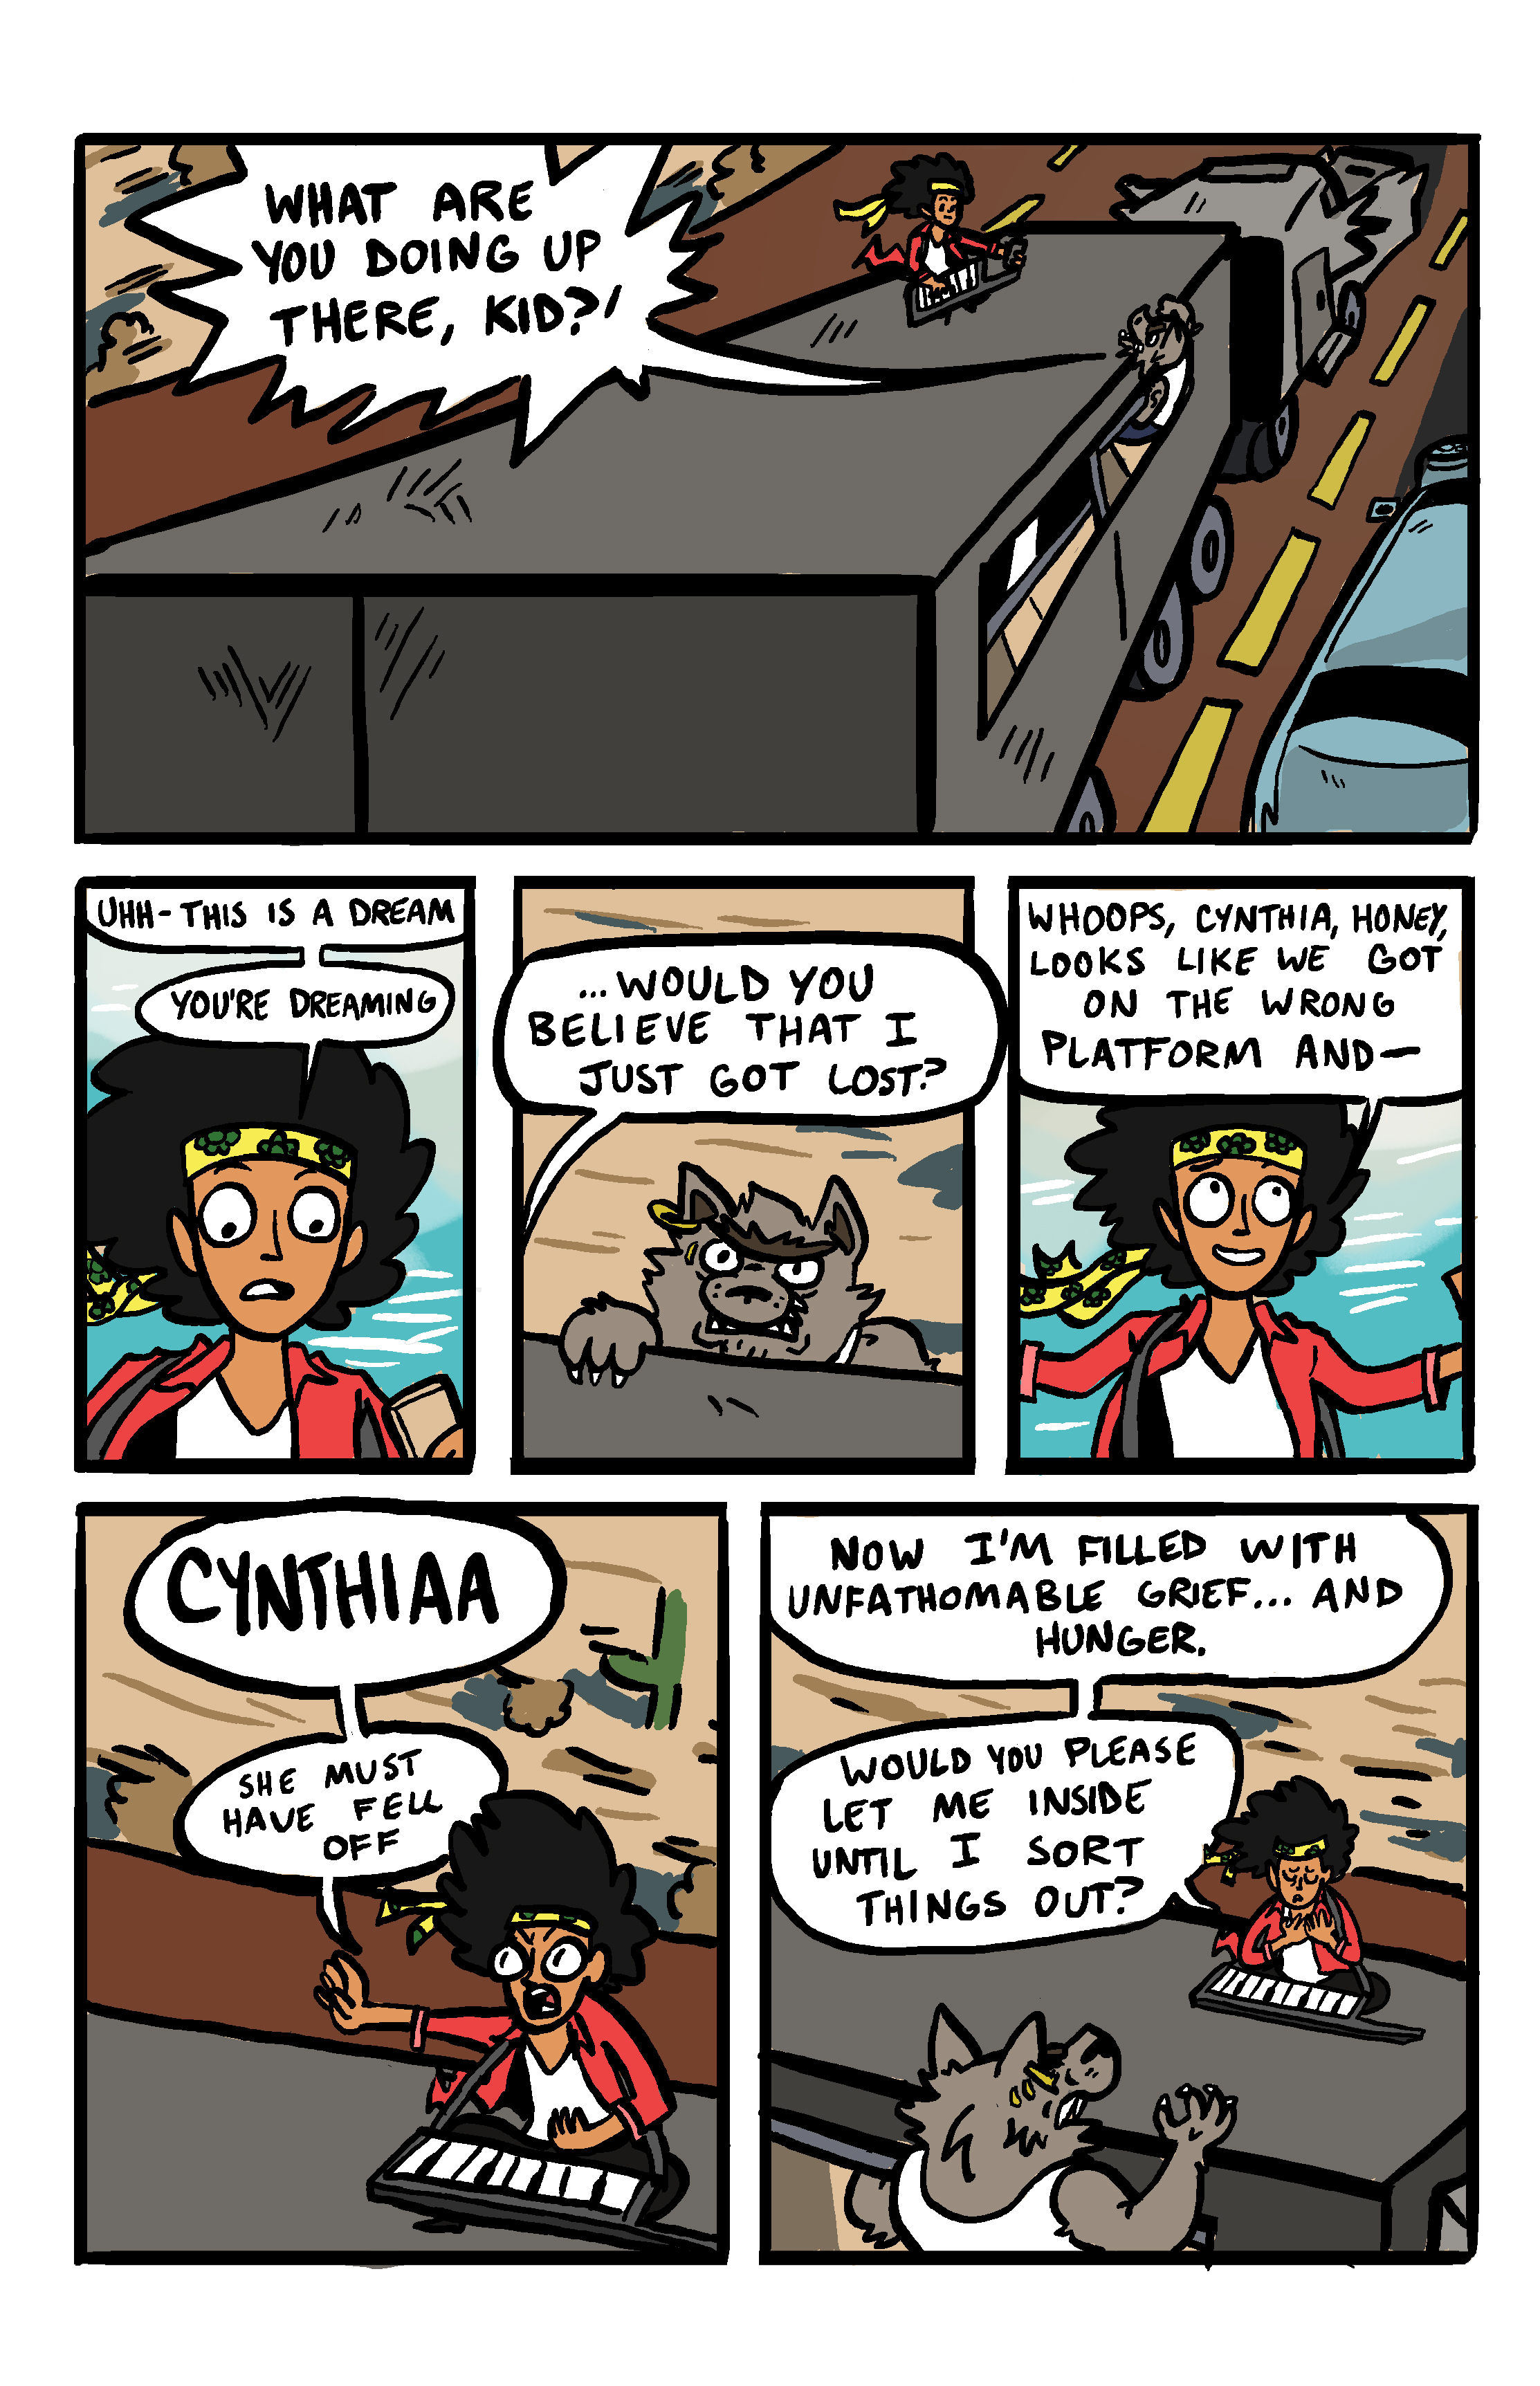 WHAT ARE
YOU DOING UP
THERE, KID?!
UHH- THIS IS A DREAM
YOU'RE DREAMING
...WOULD YOU
BELIEVE THAT I
JUST GOT LOST?
WHOOPS, CYNTHIA, HONEY,
LOOKS LIKE WE GOT
ON THE WRONG
PLATFORM AND—
CYNTHIAA
SHE MUST
HAVE FELL
OFF
NOW I'M FILLED WITH
UNFATHOMABLE GRIEF... AND
HUNGER.
WOULD YOU PLEASE
LET ME INSIDE
UNTIL I SORT
THINGS OUT?